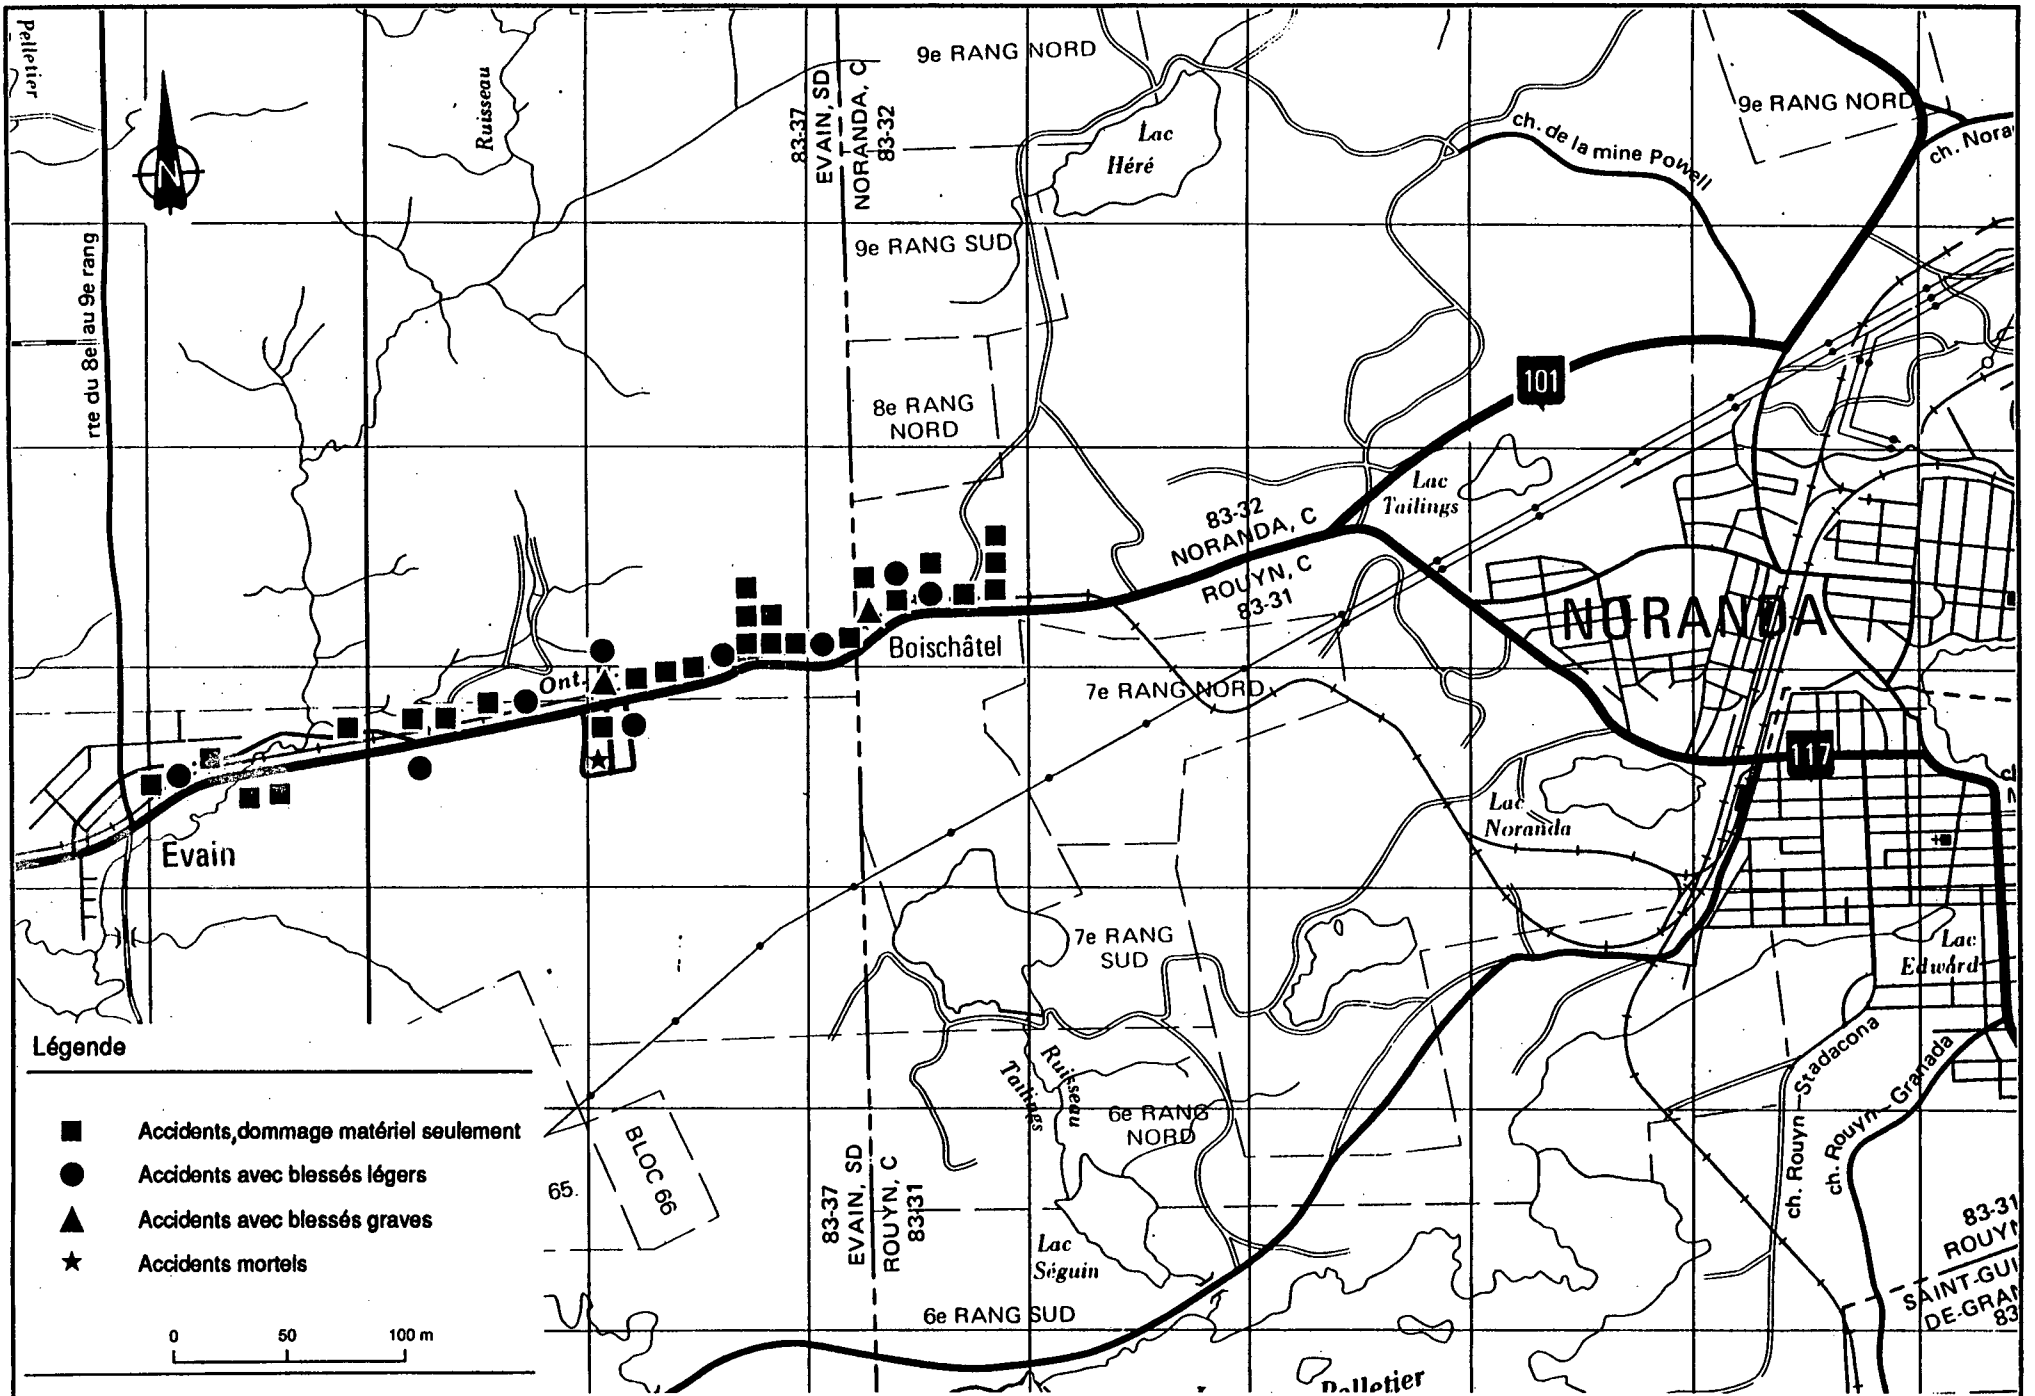 Pelletier
Ruisseau
N
rte du 8e au 9e rang
83-37
EVAIN, SD
NORANDA, C
83-32
9e RANG NORD
Lac
Héré
9e RANG SUD
8e RANG
NORD
ch. de la mine Powell
9e RANG NORD
ch. Nora
101
Lac
Tailings
83-32
NORANDA, C
ROUYN, C
83-31
NORANDA
Boischâtel
Ont.
7e RANG NORD
117
Lac
Noranda
Evain
7e RANG
SUD
Lac
Edward
Ruisseau
Tailings
6e RANG
NORD
BLOC 66
65.
83-37
EVAIN, SD
ROUYN, C
83-31
Lac
Séguin
6e RANG SUD
ch. Rouyn-Stadacona
ch. Rouyn-Granada
83-31
ROUYN
SAINT-GUI
DE-GRAN
83
Pelletier
Légende
Accidents, dommage matériel seulement
Accidents avec blessés légers
Accidents avec blessés graves
Accidents mortels
0 50 100 m